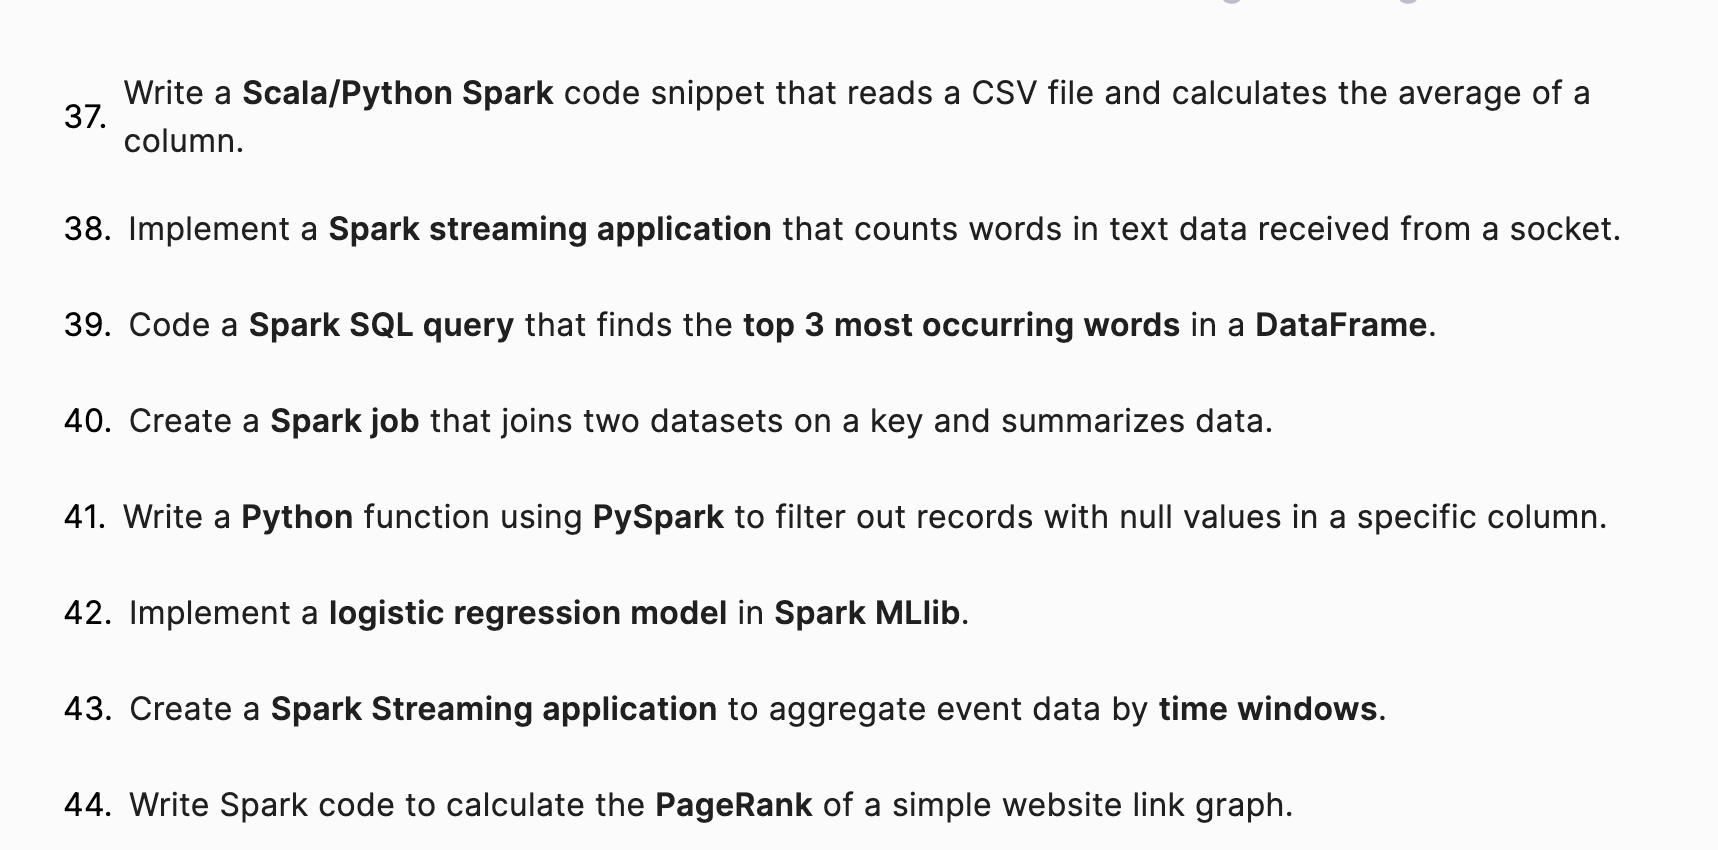 37. Write a Scala/Python Spark code snippet that reads a CSV file and calculates the average of a
column.
38. Implement a Spark streaming application that counts words in text data received from a socket.
39. Code a Spark SQL query that finds the top 3 most occurring words in a DataFrame.
40. Create a Spark job that joins two datasets on a key and summarizes data.
41. Write a Python function using PySpark to filter out records with null values in a specific column.
42. Implement a logistic regression model in Spark MLlib.
43. Create a Spark Streaming application to aggregate event data by time windows.
44. Write Spark code to calculate the PageRank of a simple website link graph.